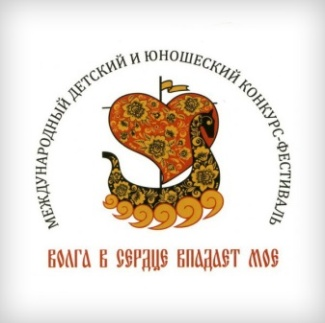 МЕЖДУНАРОДНЫЙ ДЕТСКИЙ И ЮНОШЕСКИЙ КОНКУРС-ФЕСТИВАЛЬ
ВОЛГА В СЕРДЦЕ ВПАДАЕТ МОЕ